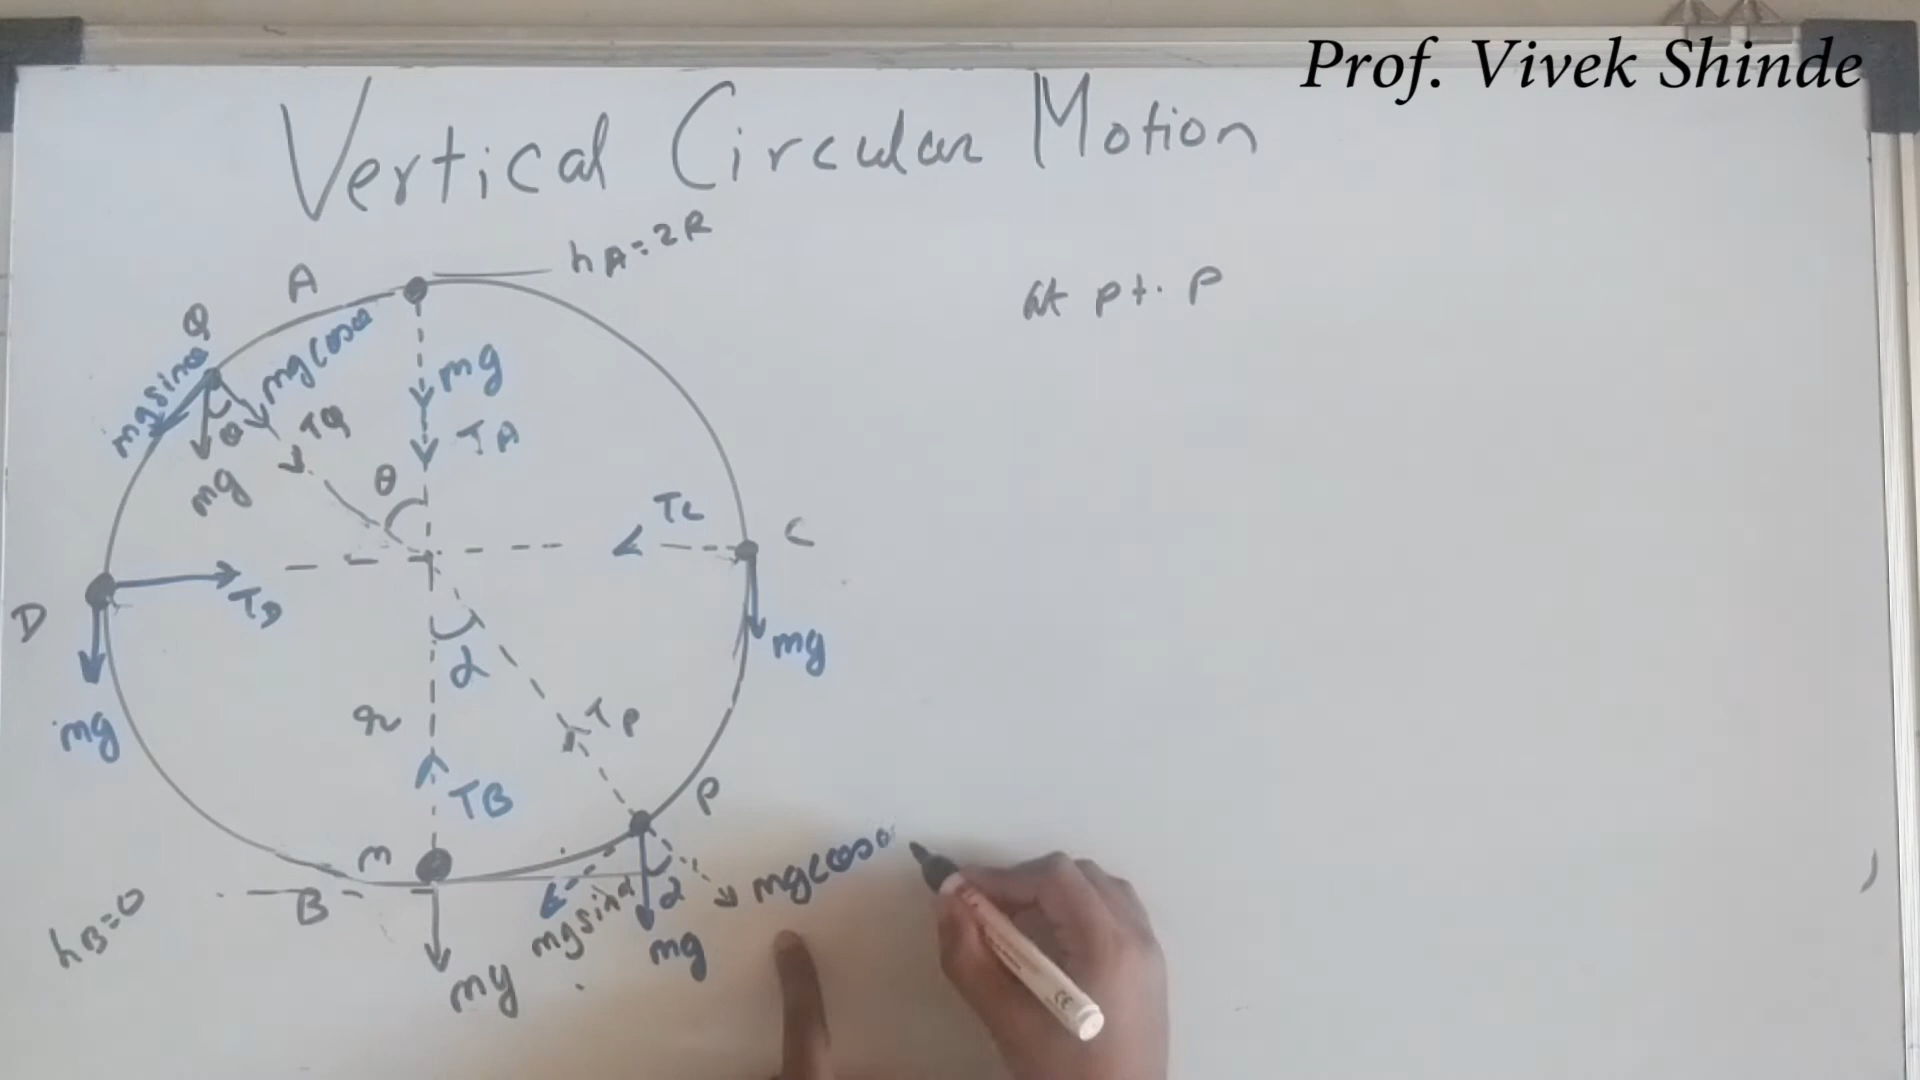 Prof. Vivek Shinde
Vertical Circular Motion
hA=2R
A
at pt. P
Q
mgsinθ
mgcosθ
mg
TA
θ
TQ
mg
θ
TC
C
D
TD
mg
mg
α
r
TP
TB
P
m
mgcos
B
hB=0
mgsinα
α
mg
mg